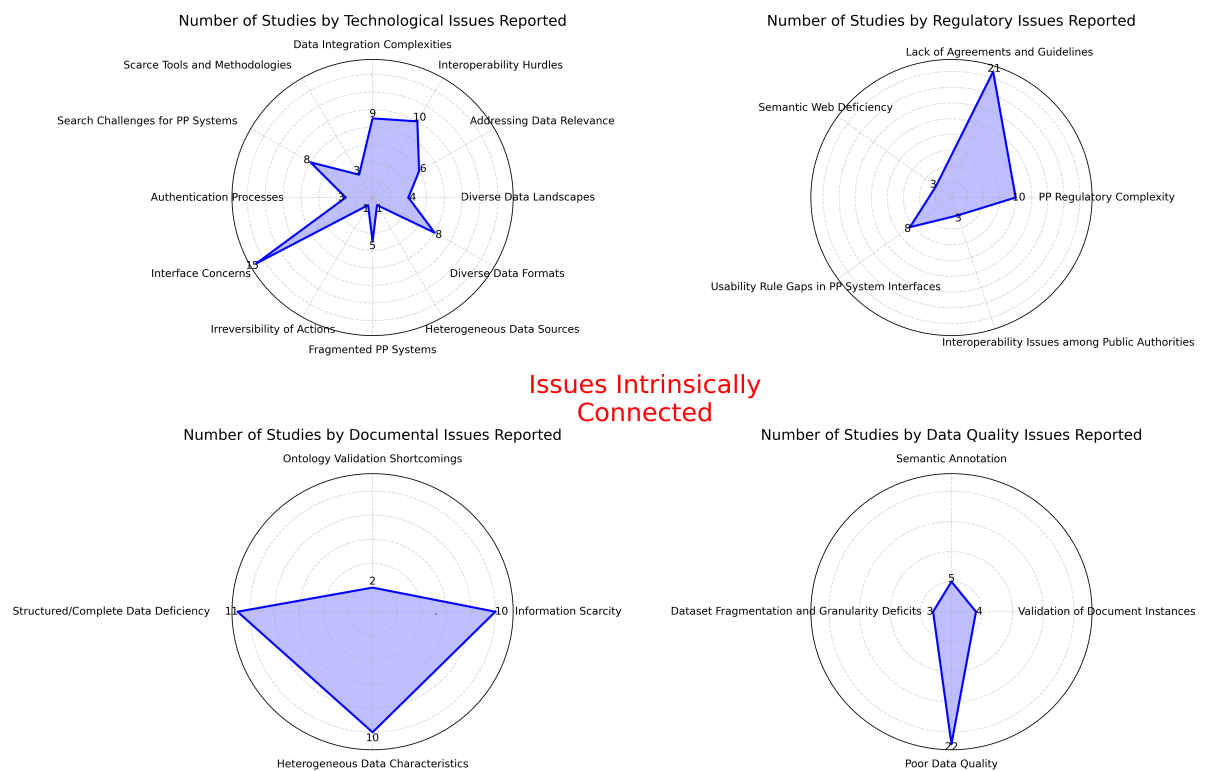 Number of Studies by Technological Issues Reported
Data Integration Complexities
Scarce Tools and Methodologies
Interoperability Hurdles
Search Challenges for PP Systems
Addressing Data Relevance
Authentication Processes
Diverse Data Landscapes
Interface Concerns
Diverse Data Formats
Irreversibility of Actions
Heterogeneous Data Sources
Fragmented PP Systems
9
10
3
8
6
3
4
1
1
8
5
15
Number of Studies by Regulatory Issues Reported
Lack of Agreements and Guidelines
21
Semantic Web Deficiency
3
10
PP Regulatory Complexity
3
8
Usability Rule Gaps in PP System Interfaces
Interoperability Issues among Public Authorities
Issues Intrinsically
Connected
Number of Studies by Documental Issues Reported
Ontology Validation Shortcomings
2
Structured/Complete Data Deficiency
11
10
Information Scarcity
10
Heterogeneous Data Characteristics
Number of Studies by Data Quality Issues Reported
Semantic Annotation
5
Dataset Fragmentation and Granularity Deficits
3
4
Validation of Document Instances
22
Poor Data Quality